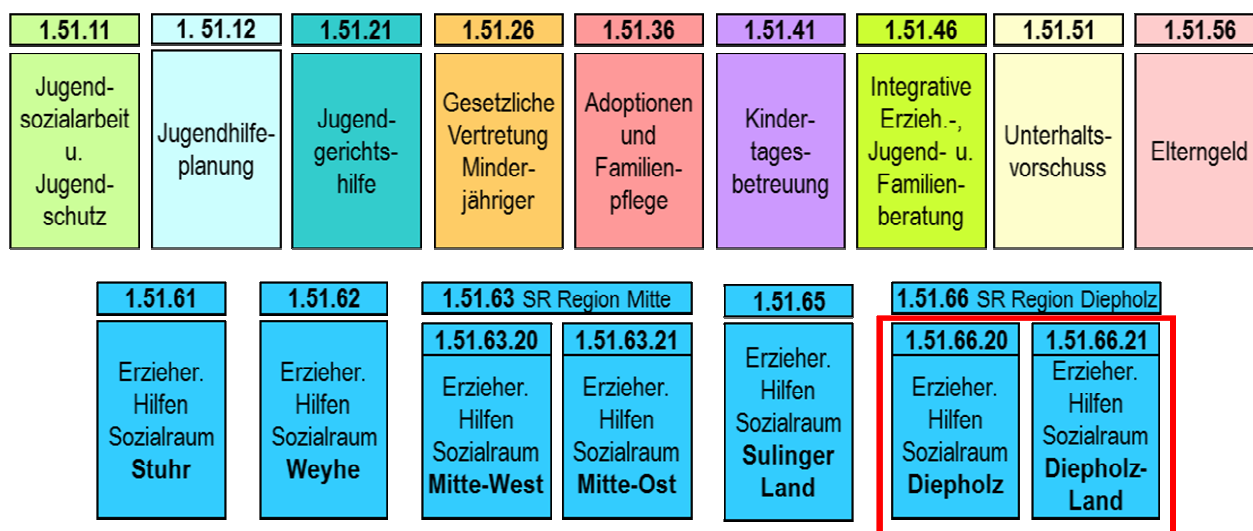 1.51.11
Jugend-
sozialarbeit
u.
Jugend-
schutz
1. 51.12
Jugendhilfe-
planung
1.51.21
Jugend-
gerichts-
hilfe
1.51.26
Gesetzliche
Vertretung
Minder-
jähriger
1.51.36
Adoptionen
und
Familien-
pflege
1.51.41
Kinder-
tages-
betreuung
1.51.46
Integrative
Erzieh.-,
Jugend- u.
Familien-
beratung
1.51.51
Unterhalts-
vorschuss
1.51.56
Elterngeld
1.51.61
Erzieher.
Hilfen
Sozialraum
Stuhr
1.51.62
Erzieher.
Hilfen
Sozialraum
Weyhe
1.51.63 SR Region Mitte
1.51.63.20
Erzieher.
Hilfen
Sozialraum
Mitte-West
1.51.63.21
Erzieher.
Hilfen
Sozialraum
Mitte-Ost
1.51.65
Erzieher.
Hilfen
Sozialraum
Sulinger
Land
1.51.66 SR Region Diepholz
1.51.66.20
Erzieher.
Hilfen
Sozialraum
Diepholz
1.51.66.21
Erzieher.
Hilfen
Sozialraum
Diepholz-
Land